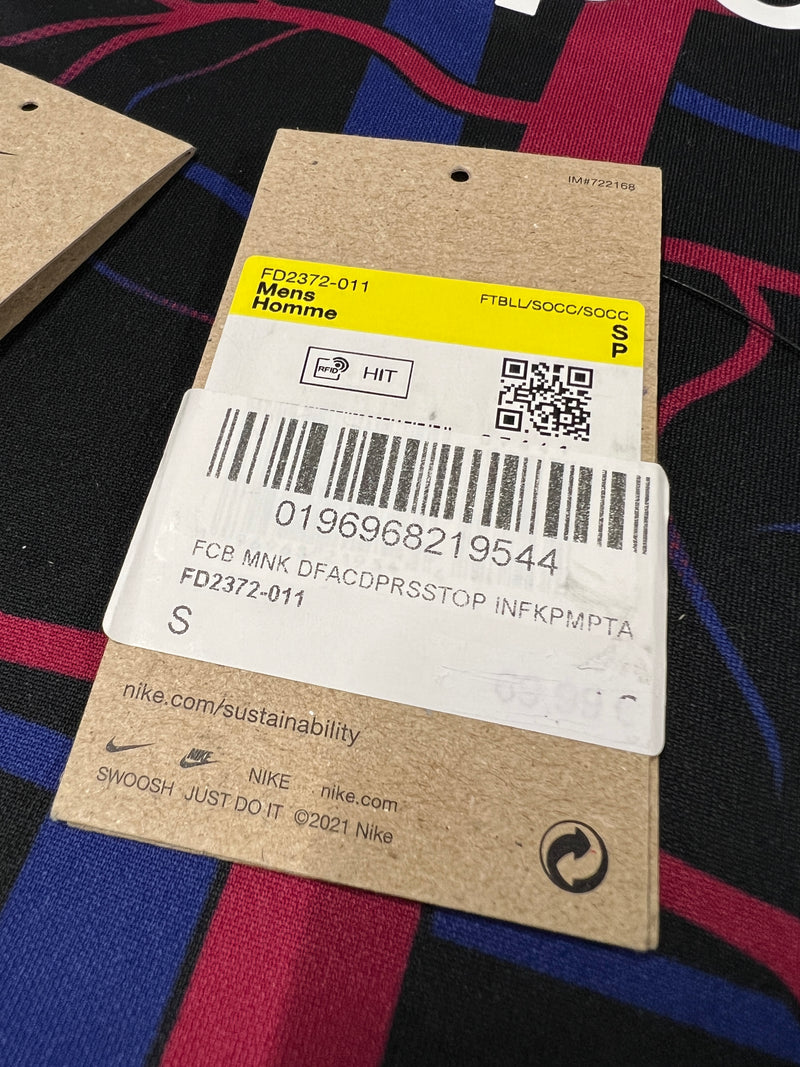 IM#722168
FD2372-011
Mens
Homme
FTBLL/SOCC/SOCC
S
P
RFID HIT
0196968219544
FCB MNK DFACDPRSSTOP iNFKPMPTA
FD2372-011
S
nike.com/sustainability
NIKE NIKE nike.com
SWOOSH JUST DO IT ©2021 Nike